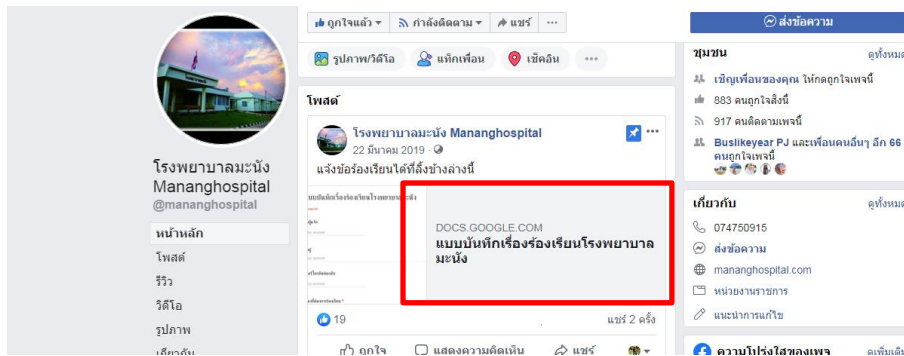 ถูกใจแล้ว
กำลังติดตาม
แชร์
ส่งข้อความ
รูปภาพ/วิดีโอ
แท็กเพื่อน
เช็คอิน
โพสต์
โรงพยาบาลมะนัง Mananghospital
22 มีนาคม 2019
แจ้งข้อร้องเรียนได้ที่ลิ้งข้างล่างนี้
DOCS.GOOGLE.COM
แบบบันทึกเรื่องร้องเรียนโรงพยาบาล
มะนัง
19
แชร์ 2 ครั้ง
ถูกใจ
แสดงความคิดเห็น
แชร์
โรงพยาบาลมะนัง
Mananghospital
@mananghospital
หน้าหลัก
โพสต์
รีวิว
วิดีโอ
รูปภาพ
เกี่ยวกับ
ชุมชน
ดูทั้งหมด
เชิญเพื่อนของคุณ ให้กดถูกใจเพจนี้
883 คนถูกใจสิ่งนี้
917 คนติดตามเพจนี้
Buslikeyear PJ และเพื่อนคนอื่นๆ อีก 66
คนถูกใจเพจนี้
เกี่ยวกับ
ดูทั้งหมด
074750915
ส่งข้อความ
mananghospital.com
หน่วยงานราชการ
แนะนำการแก้ไข
ความโปร่งใสของเพจ
ดูเพิ่มเติม